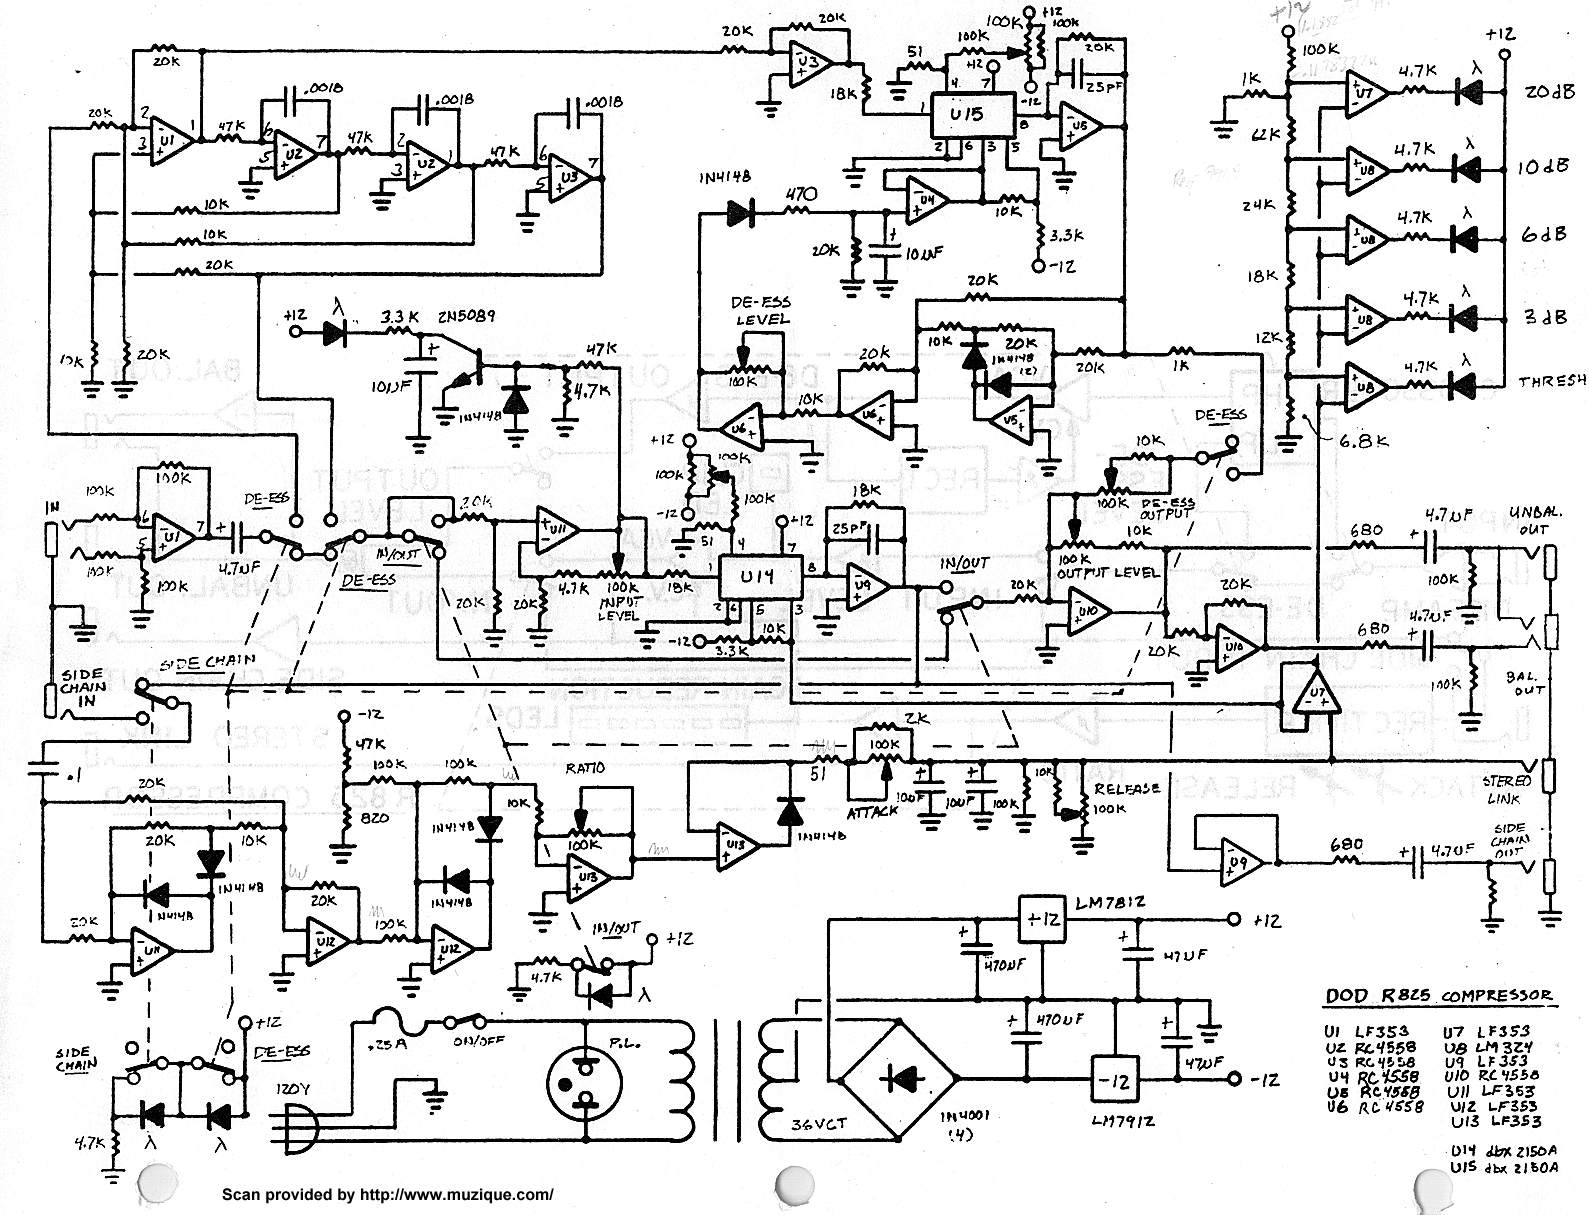 +12
20K
20K
20K
U3
18K
51
100K
100K
+12
100K
+12
-12
20K
25PF
4
7
1
U15
8
2
6
3
5
U5
+12
100K
1K
62K
24K
18K
12K
6.8K
U7
U8
U8
U8
U8
4.7K
4.7K
4.7K
4.7K
4.7K
λ
λ
λ
λ
λ
+12
20dB
10dB
6dB
3dB
THRESH
20K
2
3
U1
1
47K
.001B
6
5
U2
7
47K
.001B
2
3
U2
1
47K
.001B
6
5
U3
7
10K
10K
20K
10K
20K
1N4148
470
20K
10UF
U4
10K
3.3K
-12
+12
λ
3.3K
2N5089
10UF
1N4148
4.7K
47K
DE-ESS
LEVEL
100K
U6
10K
20K
U6
20K
10K
20K
1N4148
(2)
U5
20K
1K
DE-ESS
IN
100K
100K
6
5
U1
7
100K
100K
4.7UF
DE-ESS
DE-ESS
IN/OUT
20K
20K
U11
20K
4.7K
100K
INPUT
LEVEL
18K
+12
100K
-12
100K
100K
51
4
+12
7
1
U14
8
2
6
5
3
-12
3.3K
10K
18K
25PF
U9
IN/OUT
20K
10K
100K
DE-ESS
OUTPUT
100K
OUTPUT LEVEL
10K
U10
20K
20K
U10
680
4.7UF
100K
UNBAL.
OUT
680
4.7UF
100K
BAL.
OUT
SIDE
CHAIN
IN
SIDE CHAIN
.1
20K
20K
10K
1N4148
1N4148
20K
U11
-12
47K
820
100K
100K
1N4148
1N4148
20K
U12
100K
U12
RATIO
10K
100K
U13
U13
1N4148
51
2K
100K
ATTACK
10UF
10UF
100K
10K
RELEASE
100K
U7
STEREO
LINK
SIDE
CHAIN
OUT
U9
680
4.7UF
IN/OUT
+12
4.7K
λ
SIDE
CHAIN
+12
DE-ESS
4.7K
λ
λ
120V
.25A
ON/OFF
P.L.
36VCT
1N4001
(4)
470UF
470UF
+12
LM7812
-12
LM7912
47UF
47UF
+12
-12
DOD R825 COMPRESSOR
U1 LF353
U2 RC4558
U3 RC4558
U4 RC4558
U5 RC4558
U6 RC4558
U7 LF353
U8 LM324
U9 LF353
U10 RC4558
U11 LF353
U12 LF353
U13 LF353
U14 dbx 2150A
U15 dbx 2150A
Scan provided by http://www.muzique.com/